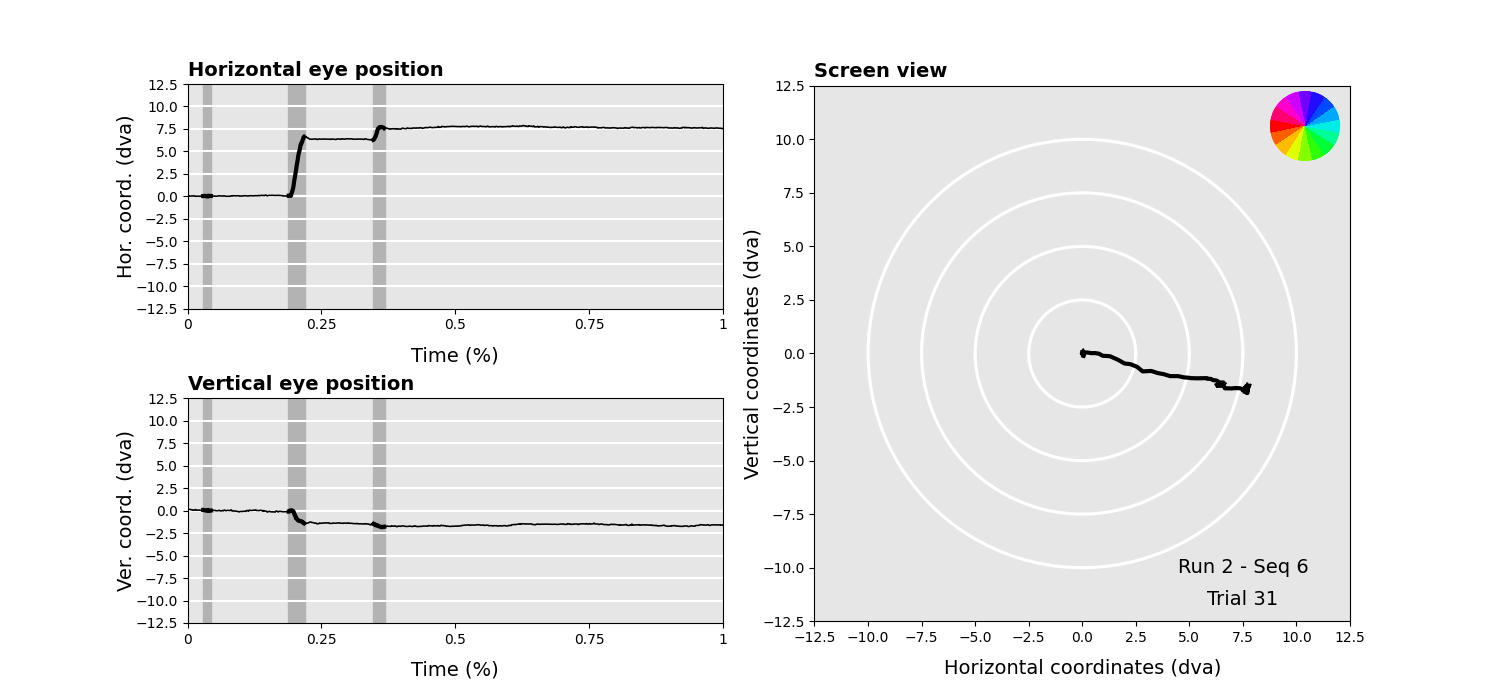 Horizontal eye position
Hor. coord. (dva)
12.5
10.0
7.5
5.0
2.5
0.0
−2.5
−5.0
−7.5
−10.0
−12.5
0 0.25 0.5 0.75 1
Time (%)
Vertical eye position
Ver. coord. (dva)
12.5
10.0
7.5
5.0
2.5
0.0
−2.5
−5.0
−7.5
−10.0
−12.5
0 0.25 0.5 0.75 1
Time (%)
Screen view
Vertical coordinates (dva)
12.5
10.0
7.5
5.0
2.5
0.0
−2.5
−5.0
−7.5
−10.0
−12.5
Run 2 - Seq 6
Trial 31
−12.5 −10.0 −7.5 −5.0 −2.5 0.0 2.5 5.0 7.5 10.0 12.5
Horizontal coordinates (dva)